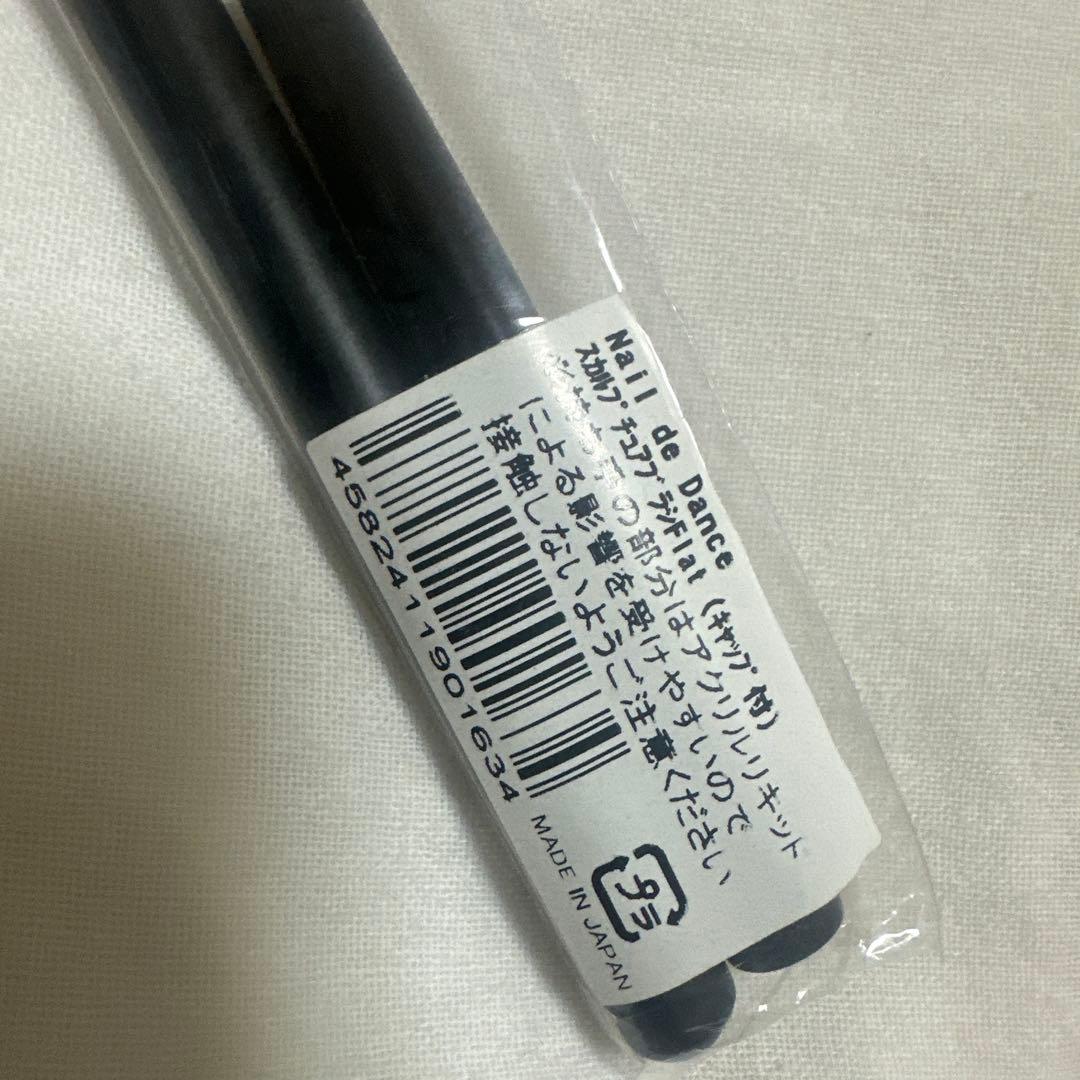 Nail de Dance
スカルプチュアブラシFlat (キャップ付)
の部分はアクリルリキット
による影響を受けやすいので
接触しないようご注意ください
4582411901634
プラ
MADE IN JAPAN